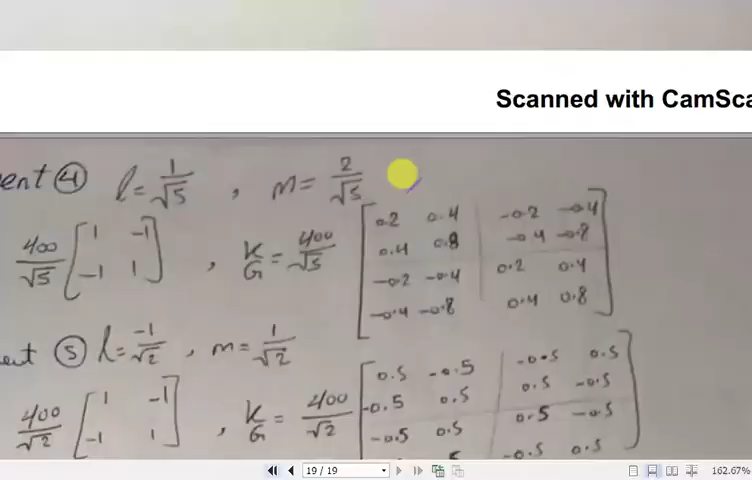 Scanned with CamSca
ent ④ l = 1/√5 , m = 2/√5
400/√5 [1 -1; -1 1] , K_G = 400/√5 [0.2 0.4 -0.2 -0.4
0.4 0.8 -0.4 -0.8
-0.2 -0.4 0.2 0.4
-0.4 -0.8 0.4 0.8]
ent ⑤ l = -1/√2 , m = 1/√2
400/√2 [1 -1; -1 1] , K_G = 400/√2 [0.5 -0.5 -0.5 0.5
-0.5 0.5 0.5 -0.5
-0.5 0.5 0.5 -0.5
-0.5 0.5
19 / 19
162.67%